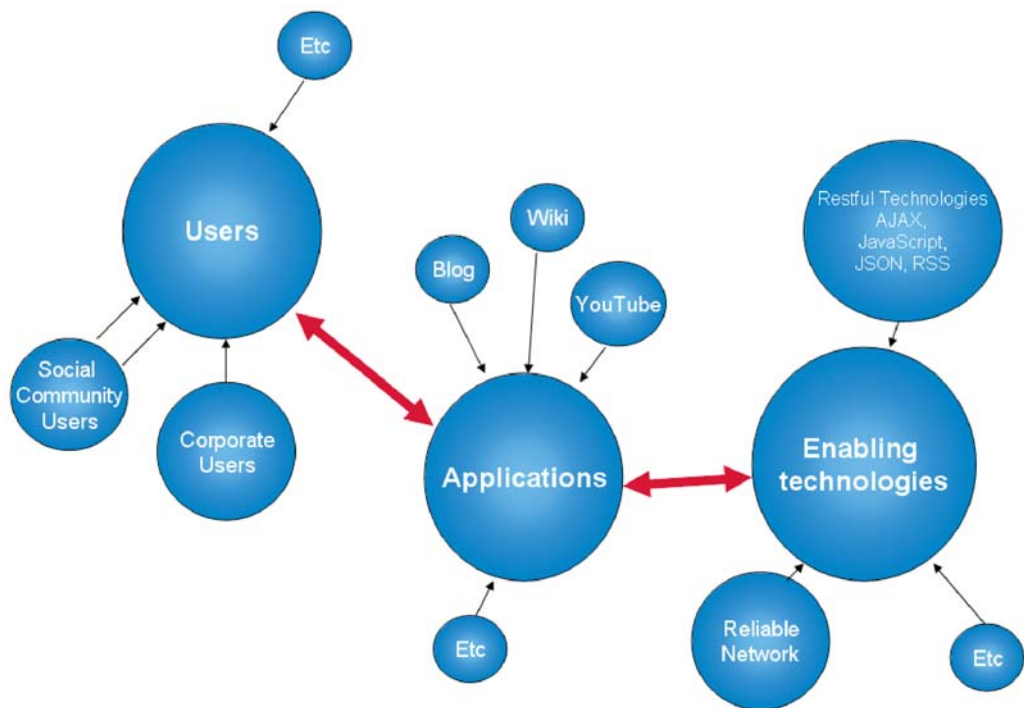 Etc
Users
Social
Community
Users
Corporate
Users
Blog
Wiki
YouTube
Applications
Etc
Restful Technologies
AJAX,
JavaScript,
JSON, RSS
Enabling
technologies
Reliable
Network
Etc